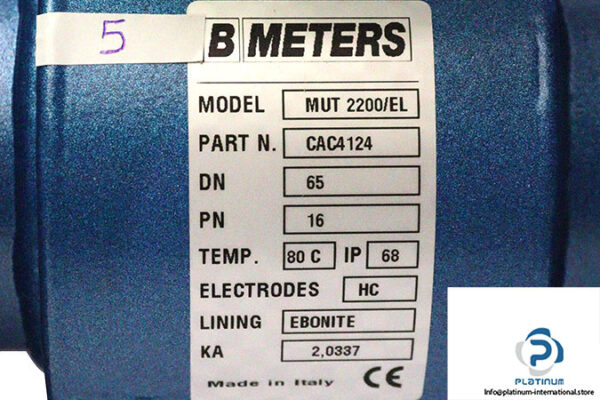 5
B METERS
MODEL MUT 2200/EL
PART N. CAC4124
DN 65
PN 16
TEMP. 80 C IP 68
ELECTRODES HC
LINING EBONITE
KA 2,0337
Made in Italy CE
PLATINUM
Info@platinum-international.store